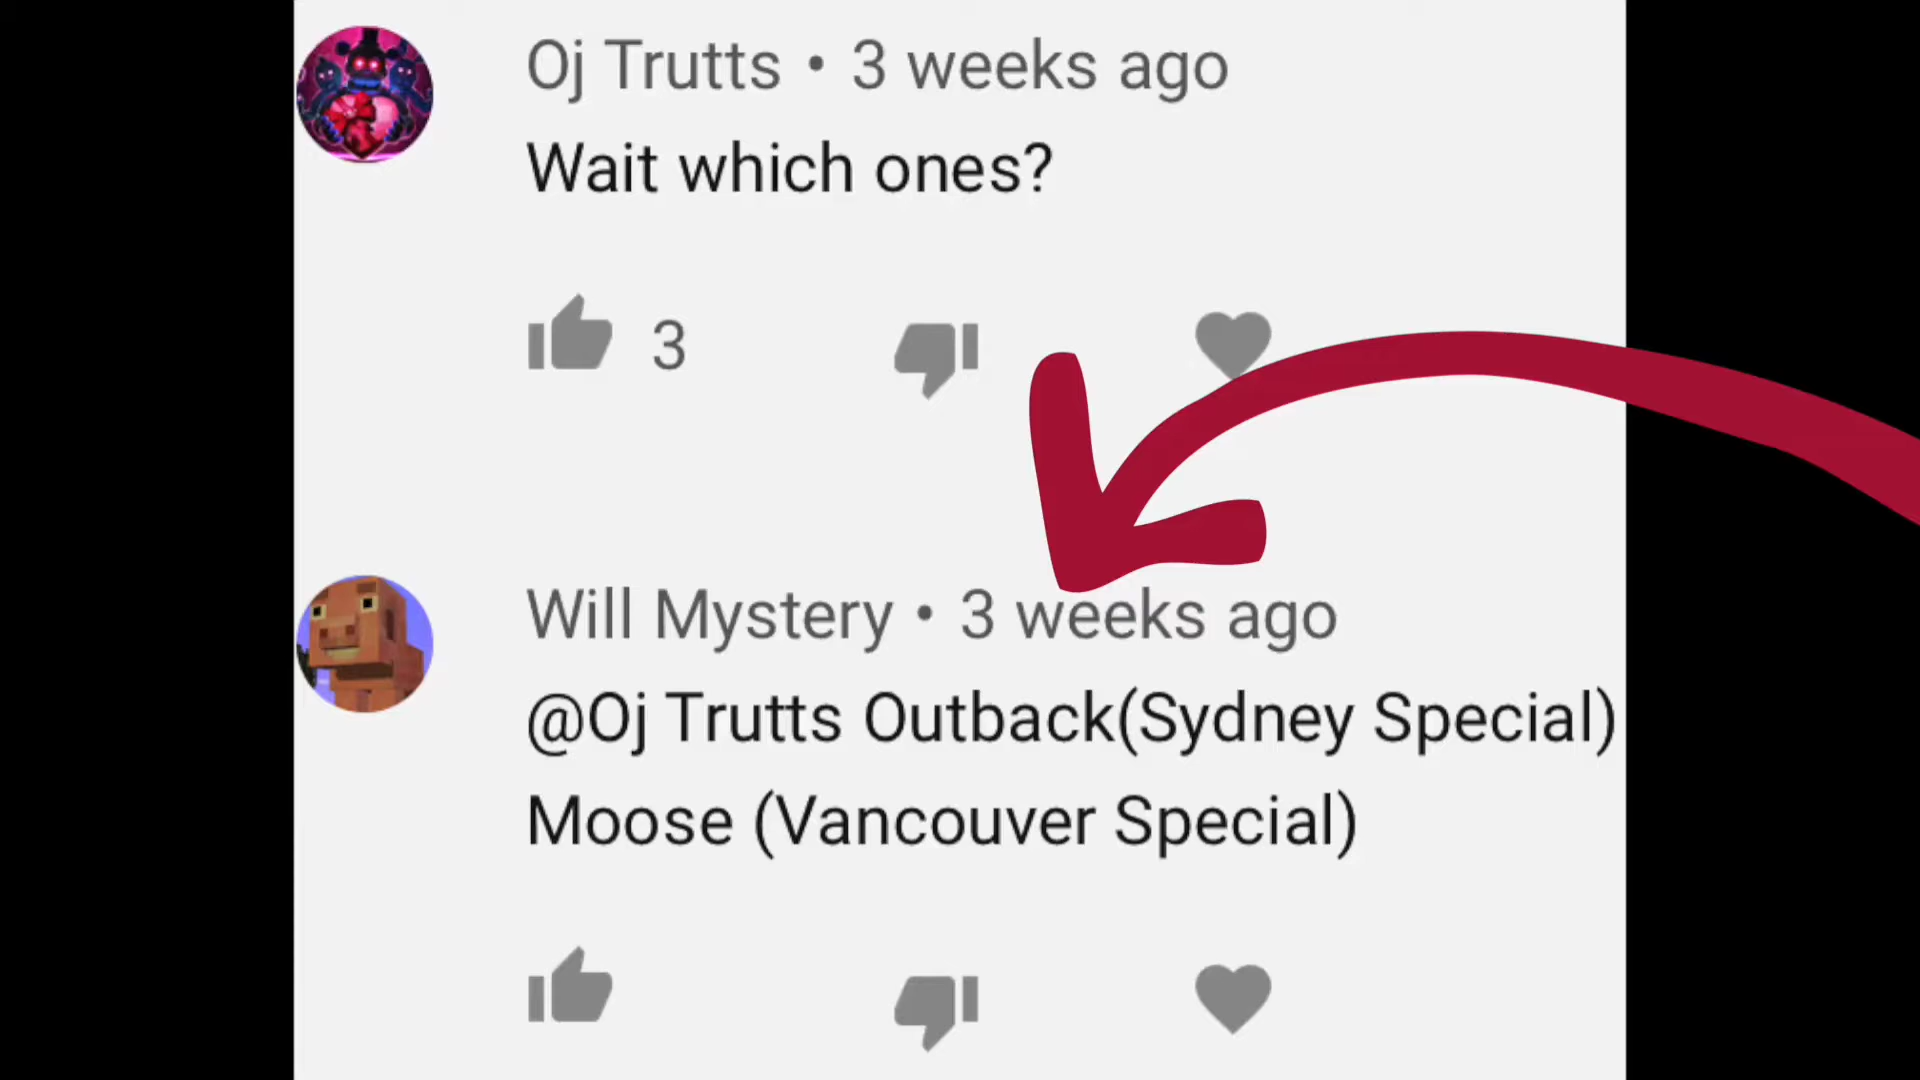 Oj Trutts • 3 weeks ago
Wait which ones?
3
Will Mystery • 3 weeks ago
@Oj Trutts Outback(Sydney Special)
Moose (Vancouver Special)